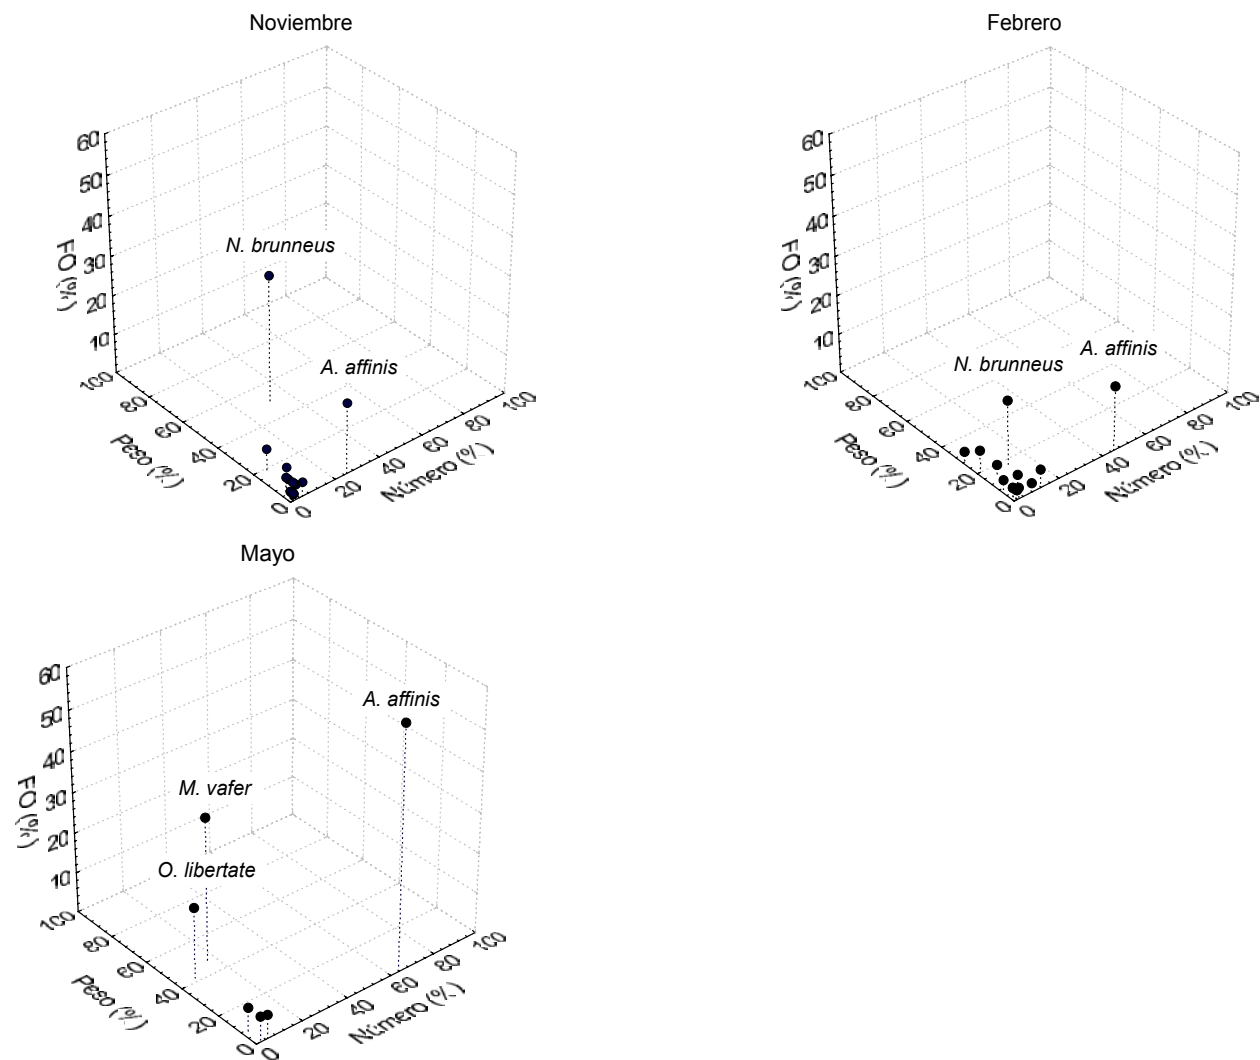 Noviembre
60
50
40
30
20
10
FO (%)
N. brunneus
A. affinis
100
80
60
40
20
0
Peso (%)
0
20
40
60
80
100
Número (%)
Febrero
60
50
40
30
20
10
FO (%)
N. brunneus
A. affinis
100
80
60
40
20
0
Peso (%)
0
20
40
60
80
100
Número (%)
Mayo
60
50
40
30
20
10
FO (%)
A. affinis
M. vafer
O. libertate
100
80
60
40
20
0
Peso (%)
0
20
40
60
80
100
Número (%)